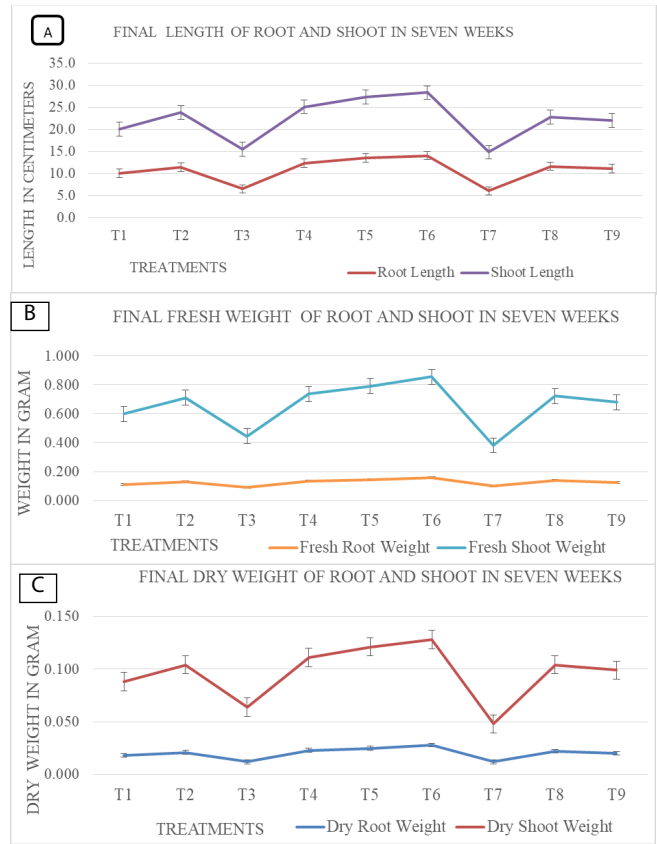 A
FINAL LENGTH OF ROOT AND SHOOT IN SEVEN WEEKS
LENGTH IN CENTIMETERS
35.0
30.0
25.0
20.0
15.0
10.0
5.0
0.0
T1 T2 T3 T4 T5 T6 T7 T8 T9
TREATMENTS
Root Length Shoot Length
B
FINAL FRESH WEIGHT OF ROOT AND SHOOT IN SEVEN WEEKS
WEIGHT IN GRAM
1.000
0.800
0.600
0.400
0.200
0.000
T1 T2 T3 T4 T5 T6 T7 T8 T9
TREATMENTS
Fresh Root Weight Fresh Shoot Weight
C
FINAL DRY WEIGHT OF ROOT AND SHOOT IN SEVEN WEEKS
DRY WEIGHT IN GRAM
0.150
0.100
0.050
0.000
T1 T2 T3 T4 T5 T6 T7 T8 T9
TREATMENTS
Dry Root Weight Dry Shoot Weight